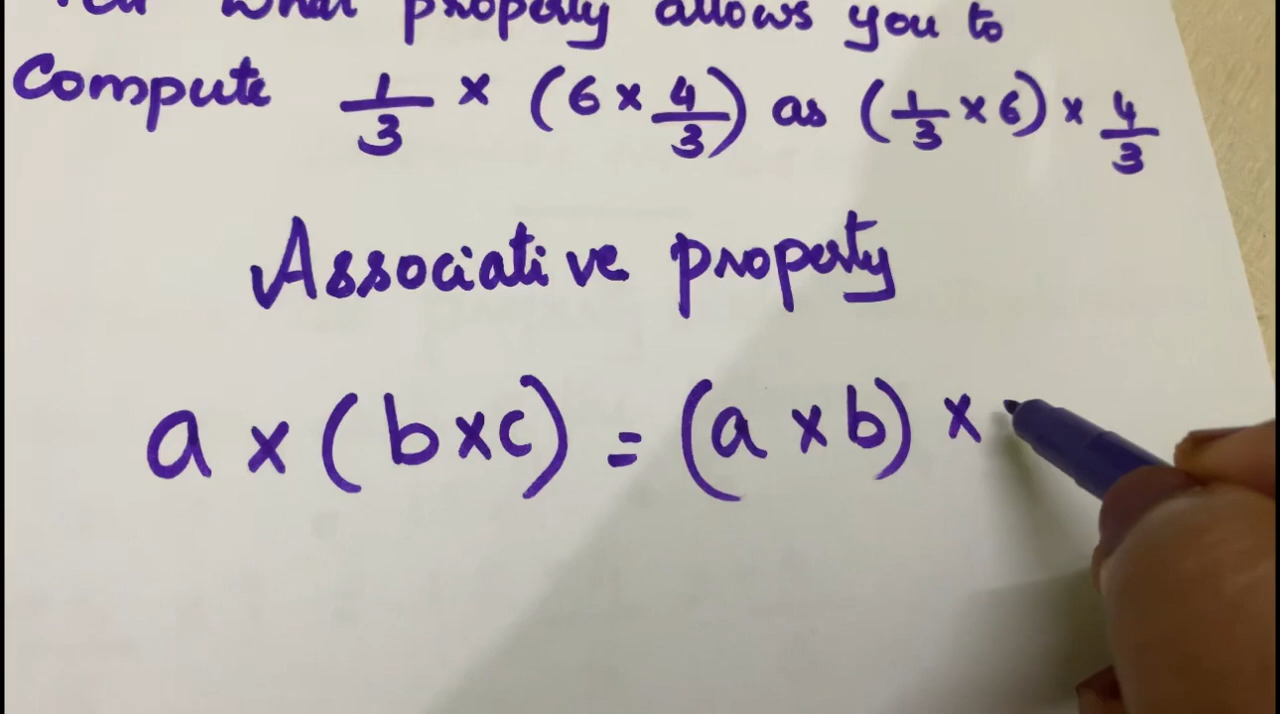 what property allows you to
Compute 1/3 × (6 × 4/3) as (1/3 × 6) × 4/3
Associative property
a × (b × c) = (a × b) ×